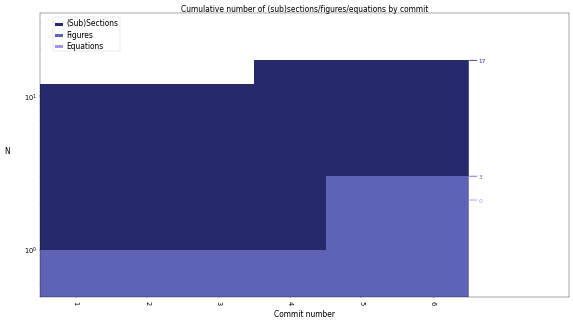 Cumulative number of (sub)sections/figures/equations by commit
(Sub)Sections
Figures
Equations
17
10¹
N
3
0
10⁰
1 2 3 4 5 6
Commit number